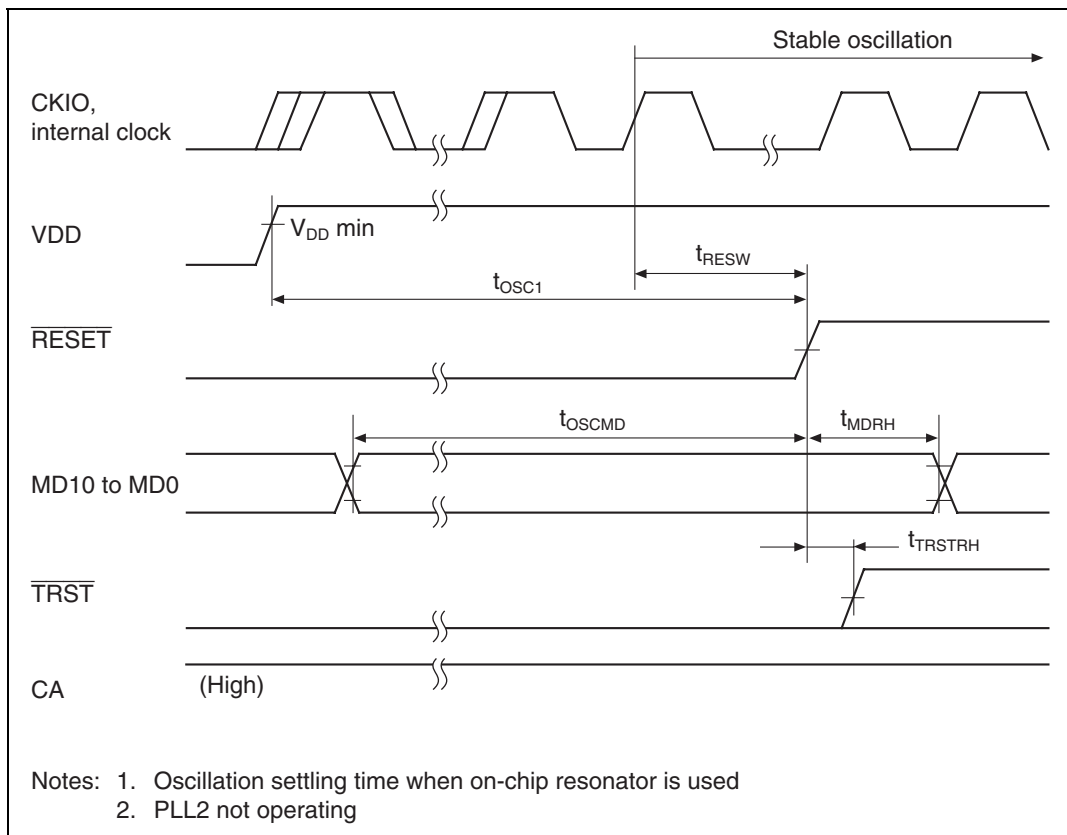 Stable oscillation
CKIO,
internal clock
VDD
VDD min
tRESW
tOSC1
RESET
tOSCMD
tMDRH
MD10 to MD0
tTRSTRH
TRST
CA
(High)
Notes: 1. Oscillation settling time when on-chip resonator is used
2. PLL2 not operating